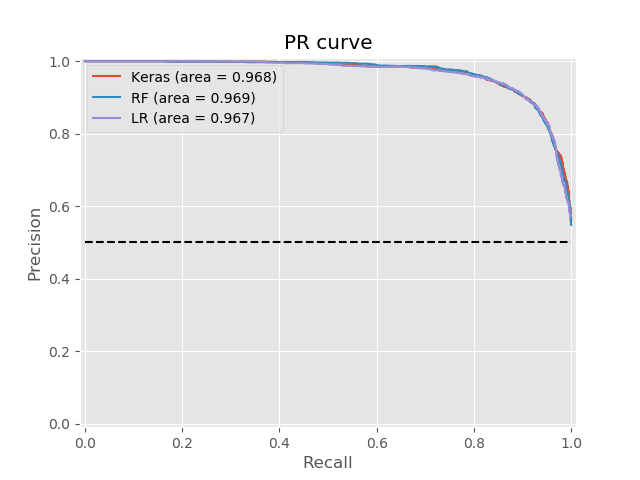 PR curve
Keras (area = 0.968)
RF (area = 0.969)
LR (area = 0.967)
1.0
0.8
0.6
0.4
0.2
0.0
Precision
0.0 0.2 0.4 0.6 0.8 1.0
Recall